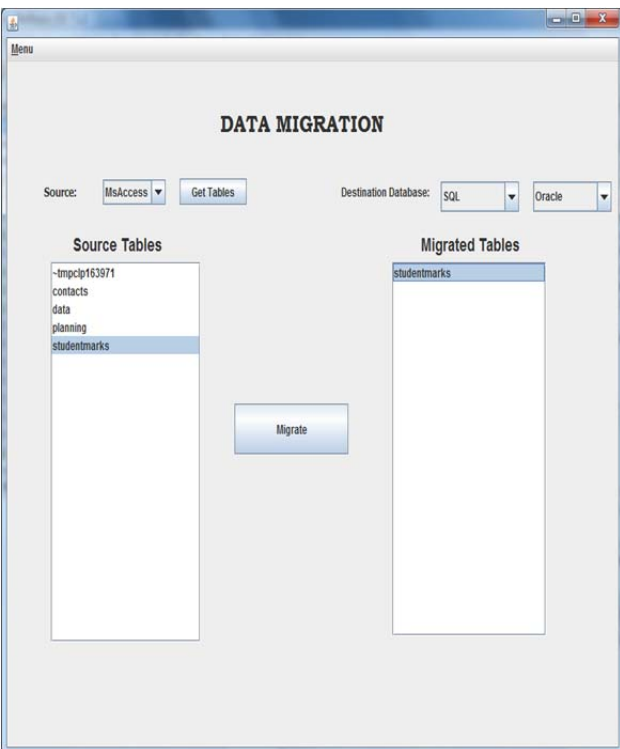 Menu
DATA MIGRATION
Source: MsAccess Get Tables Destination Database: SQL Oracle
Source Tables Migrated Tables
~tmpclp163971 studentmarks
contacts
data
planning
studentmarks
Migrate